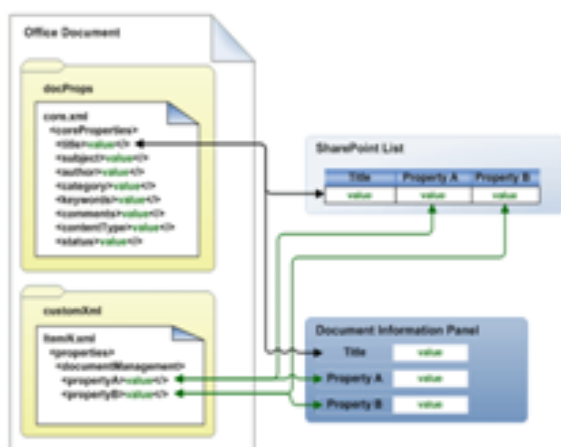 Office Document
docProps
core.xml
<coreProperties>
<title>value</>
<subject>value</>
<author>value</>
<category>value</>
<keywords>value</>
<comments>value</>
<contentType>value</>
<status>value</>
customXml
itemN.xml
<properties>
<documentManagement>
<propertyA>value</>
<propertyB>value</>
SharePoint List
Title Property A Property B
value value value
Document Information Panel
Title value
Property A value
Property B value